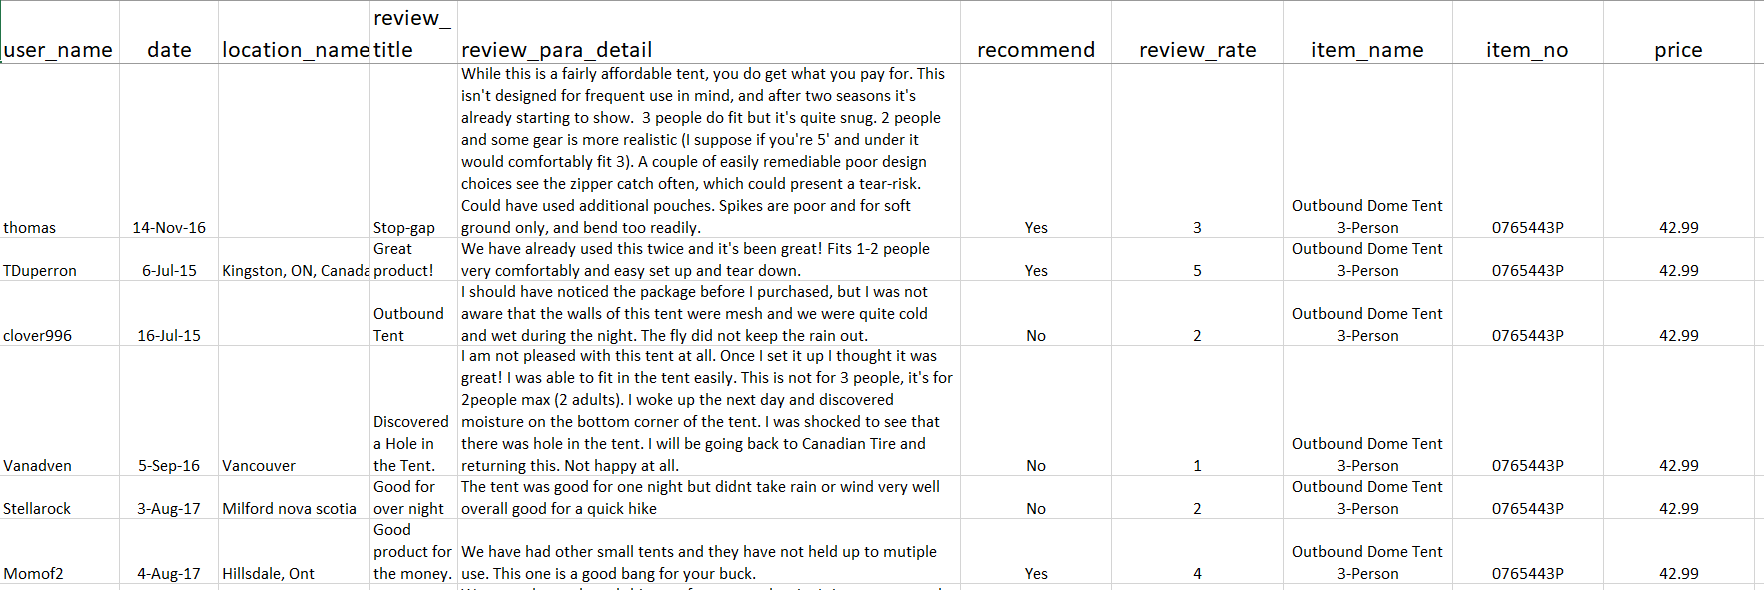 user_name date location_name review_title review_para_detail recommend review_rate item_name item_no price
While this is a fairly affordable tent, you do get what you pay for. This
isn't designed for frequent use in mind, and after two seasons it's
already starting to show.  3 people do fit but it's quite snug. 2 people
and some gear is more realistic (I suppose if you're 5' and under it
would comfortably fit 3). A couple of easily remediable poor design
choices see the zipper catch often, which could present a tear-risk.
Could have used additional pouches. Spikes are poor and for soft
ground only, and bend too readily.
thomas 14-Nov-16 Stop-gap Yes 3 Outbound Dome Tent
3-Person 0765443P 42.99
Great
product!
We have already used this twice and it's been great! Fits 1-2 people
very comfortably and easy set up and tear down.
TDuperron 6-Jul-15 Kingston, ON, Canada Yes 5 Outbound Dome Tent
3-Person 0765443P 42.99
Outbound
Tent
I should have noticed the package before I purchased, but I was not
aware that the walls of this tent were mesh and we were quite cold
and wet during the night. The fly did not keep the rain out.
clover996 16-Jul-15 No 2 Outbound Dome Tent
3-Person 0765443P 42.99
Discovered
a Hole in
the Tent.
I am not pleased with this tent at all. Once I set it up I thought it was
great! I was able to fit in the tent easily. This is not for 3 people, it's for
2people max (2 adults). I woke up the next day and discovered
moisture on the bottom corner of the tent. I was shocked to see that
there was hole in the tent. I will be going back to Canadian Tire and
returning this. Not happy at all.
Vanadven 5-Sep-16 Vancouver No 1 Outbound Dome Tent
3-Person 0765443P 42.99
Good for
over night
The tent was good for one night but didnt take rain or wind very well
overall good for a quick hike
Stellarock 3-Aug-17 Milford nova scotia No 2 Outbound Dome Tent
3-Person 0765443P 42.99
Good
product for
the money.
We have had other small tents and they have not held up to mutiple
use. This one is a good bang for your buck.
Momof2 4-Aug-17 Hillsdale, Ont Yes 4 Outbound Dome Tent
3-Person 0765443P 42.99